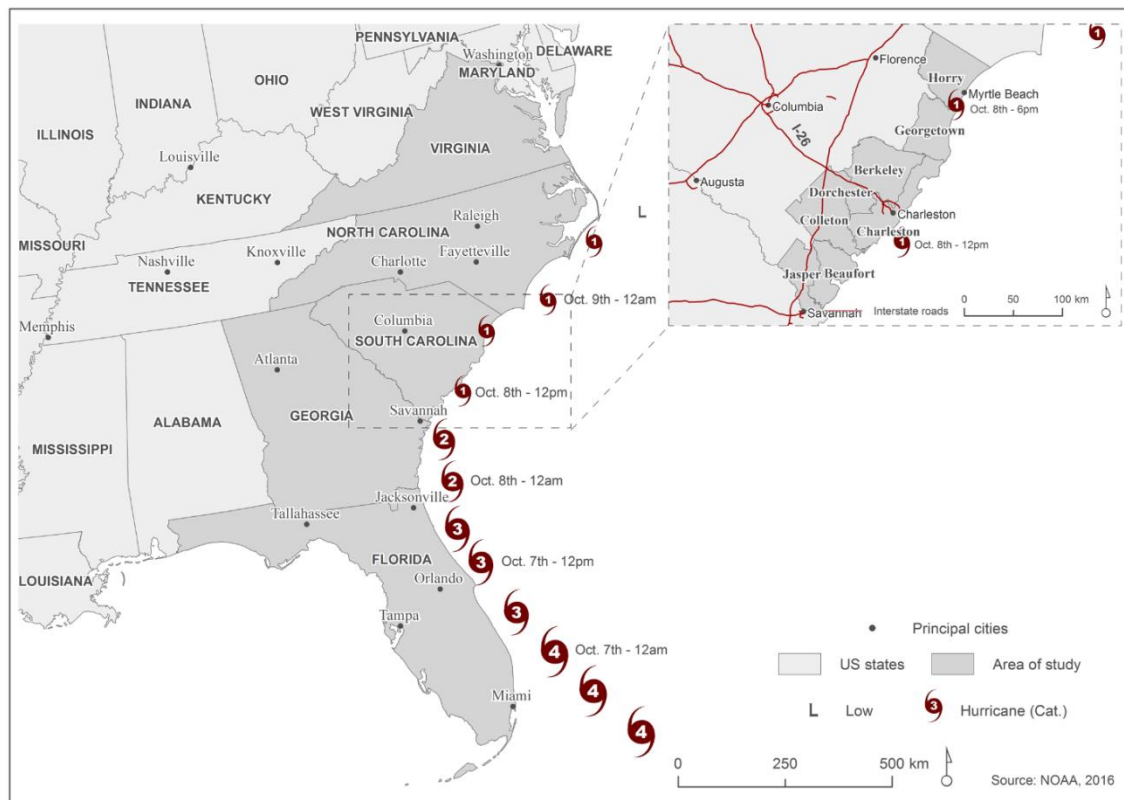 PENNSYLVANIA
Washington
DELAWARE
MARYLAND
OHIO
INDIANA
WEST VIRGINIA
ILLINOIS
VIRGINIA
Louisville
KENTUCKY
Raleigh
NORTH CAROLINA
MISSOURI
Knoxville
Fayetteville
Nashville
Charlotte
TENNESSEE
Memphis
Columbia
SOUTH CAROLINA
Atlanta
GEORGIA
Savannah
ALABAMA
MISSISSIPPI
Jacksonville
Tallahassee
FLORIDA
LOUISIANA
Orlando
Tampa
Miami
L
1
1 Oct. 9th - 12am
1
1 Oct. 8th - 12pm
2
2 Oct. 8th - 12am
3
3 Oct. 7th - 12pm
3
4 Oct. 7th - 12am
4
4
1
Florence
Horry
Myrtle Beach
1 Oct. 8th - 6pm
Columbia
Georgetown
I-26
Berkeley
Augusta
Dorchester
Charleston
Colleton
Charleston
1 Oct. 8th - 12pm
Jasper
Beaufort
0 50 100 km
Savannah
Interstate roads
Principal cities
US states
Area of study
L Low
3 Hurricane (Cat.)
0 250 500 km
Source: NOAA, 2016